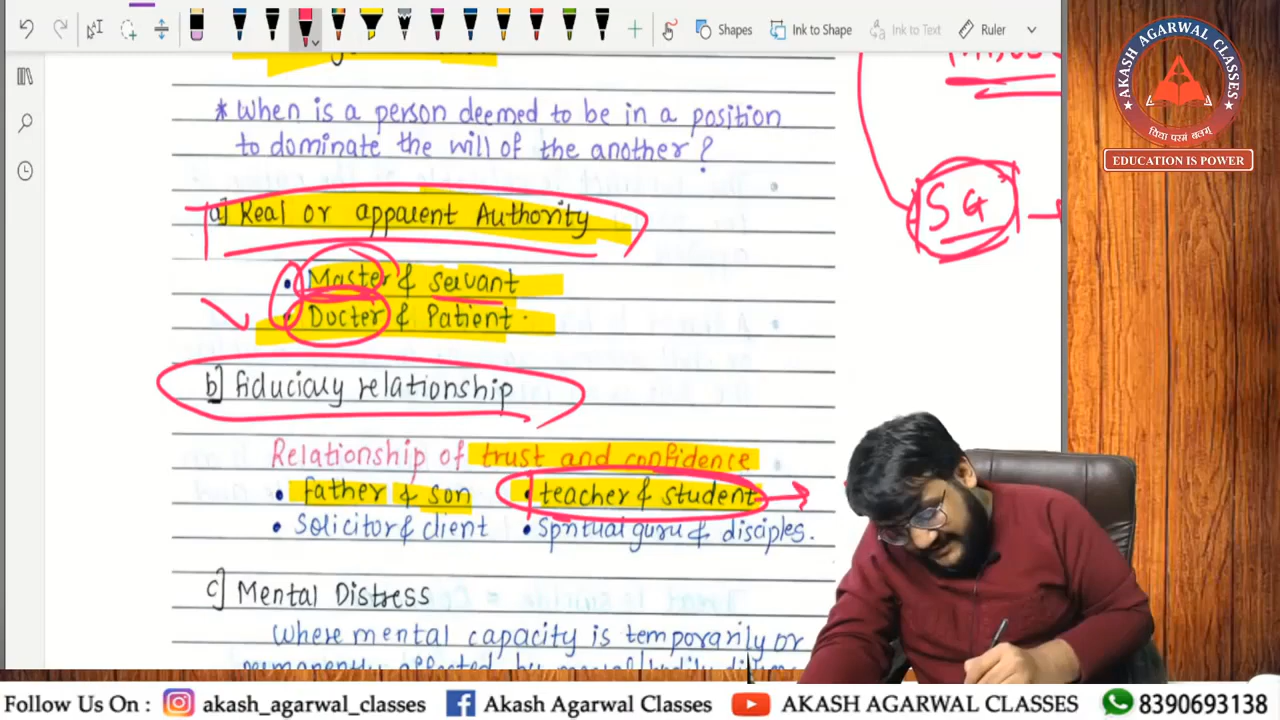 Shapes
Ink to Shape
Ink to Text
Ruler
* When is a person deemed to be in a position
to dominate the will of the another?
a] Real or apparent Authority
• Master & servant
• Docter & Patient
b] fiduciary relationship
Relationship of trust and confidence
• father & son • teacher & student
• Solicitor & client • Spritual guru & disciples.
c] Mental Distress
Where mental capacity is temporarily or
SG
AKASH AGARWAL CLASSES
विद्या परमं बलम्
EDUCATION IS POWER
Follow Us On : akash_agarwal_classes Akash Agarwal Classes AKASH AGARWAL CLASSES 8390693138